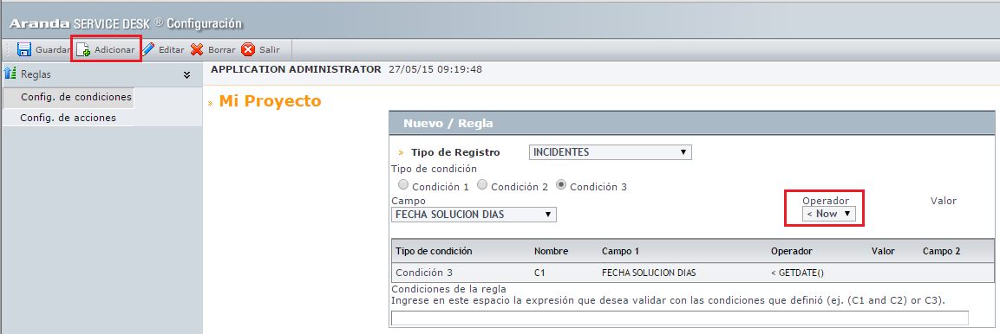 Aranda SERVICE DESK ® Configuración
Guardar Adicionar Editar Borrar Salir
Reglas
Config. de condiciones
Config. de acciones
APPLICATION ADMINISTRATOR 27/05/15 09:19:48
» Mi Proyecto
Nuevo / Regla
» Tipo de Registro INCIDENTES
Tipo de condición
Condición 1 Condición 2 Condición 3
Campo Operador Valor
FECHA SOLUCION DIAS < Now
Tipo de condición Nombre Campo 1 Operador Valor Campo 2
Condición 3 C1 FECHA SOLUCION DIAS < GETDATE()
Condiciones de la regla
Ingrese en este espacio la expresión que desea validar con las condiciones que definió (ej. (C1 and C2) or C3).